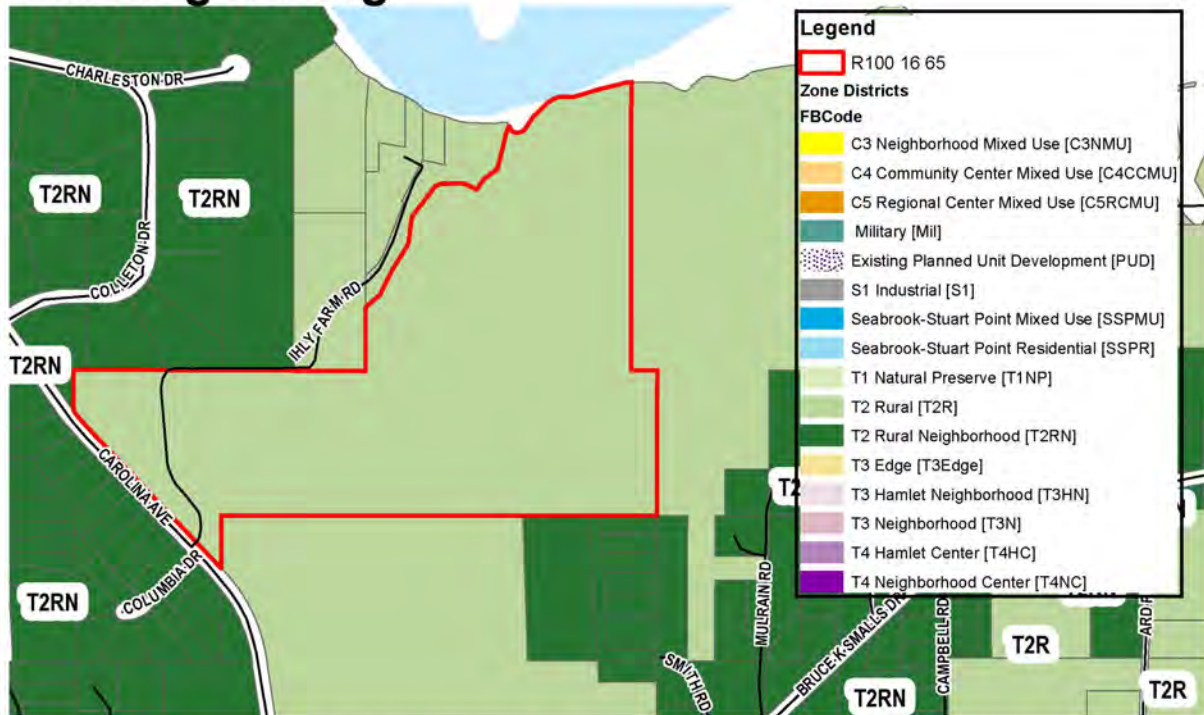 Legend
R100 16 65
Zone Districts
FBCode
C3 Neighborhood Mixed Use [C3NMU]
C4 Community Center Mixed Use [C4CCMU]
C5 Regional Center Mixed Use [C5RCMU]
Military [Mil]
Existing Planned Unit Development [PUD]
S1 Industrial [S1]
Seabrook-Stuart Point Mixed Use [SSPMU]
Seabrook-Stuart Point Residential [SSPR]
T1 Natural Preserve [T1NP]
T2 Rural [T2R]
T2 Rural Neighborhood [T2RN]
T3 Edge [T3Edge]
T3 Hamlet Neighborhood [T3HN]
T3 Neighborhood [T3N]
T4 Hamlet Center [T4HC]
T4 Neighborhood Center [T4NC]
CHARLESTON DR
T2RN
T2RN
COLLETON DR
IHLY FARM RD
T2RN
CAROLINA AVE
COLUMBIA DR
T2RN
MULRAIN RD
SMITH RD
BRUCE K SMALLS DR
CAMPBELL RD
T2R
T2RN
T2R